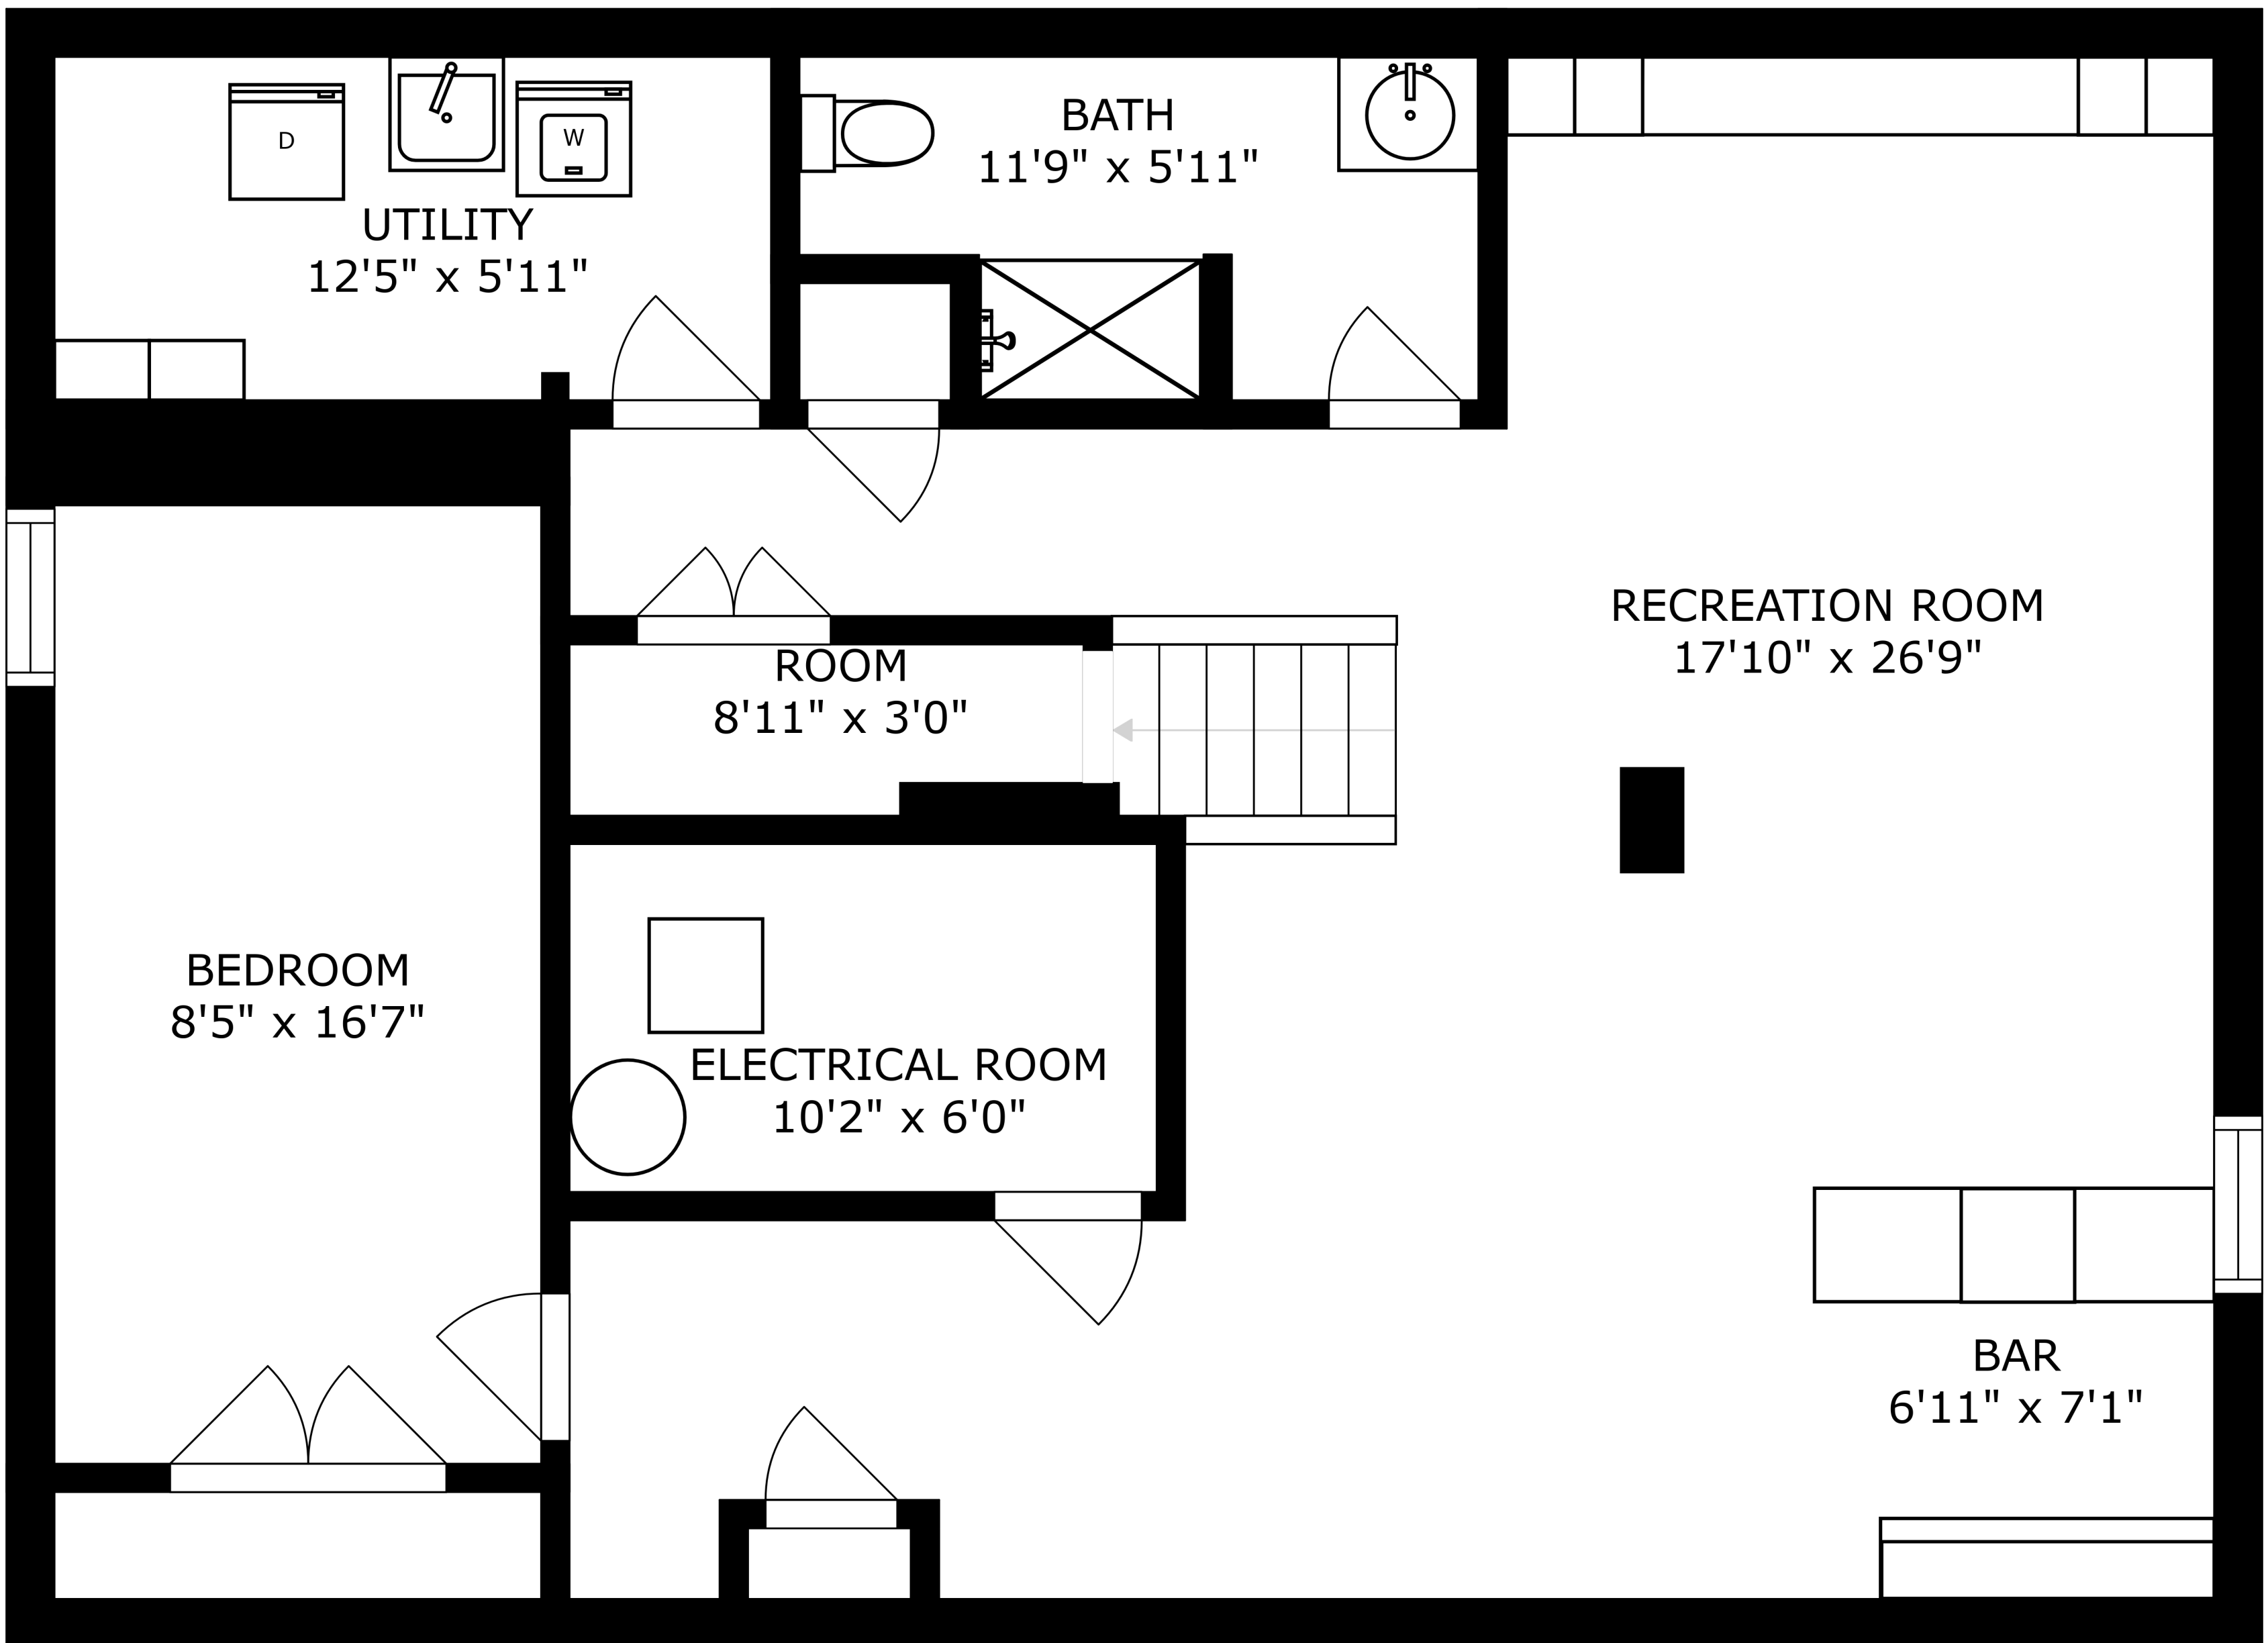 D
W
UTILITY
12'5" x 5'11"
BATH
11'9" x 5'11"
RECREATION ROOM
17'10" x 26'9"
ROOM
8'11" x 3'0"
BEDROOM
8'5" x 16'7"
ELECTRICAL ROOM
10'2" x 6'0"
BAR
6'11" x 7'1"